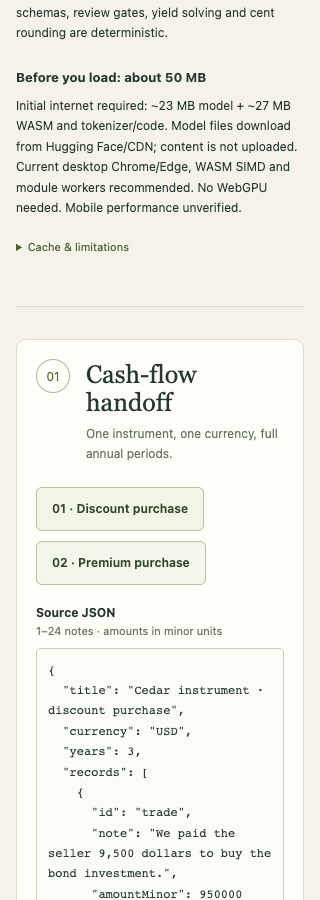 schemas, review gates, yield solving and cent
rounding are deterministic.
Before you load: about 50 MB
Initial internet required: ~23 MB model + ~27 MB
WASM and tokenizer/code. Model files download
from Hugging Face/CDN; content is not uploaded.
Current desktop Chrome/Edge, WASM SIMD and
module workers recommended. No WebGPU
needed. Mobile performance unverified.
▶ Cache & limitations
01
Cash-flow
handoff
One instrument, one currency, full
annual periods.
01 · Discount purchase
02 · Premium purchase
Source JSON
1–24 notes · amounts in minor units
{
"title": "Cedar instrument ·
discount purchase",
"currency": "USD",
"years": 3,
"records": [
{
"id": "trade",
"note": "We paid the
seller 9,500 dollars to buy the
bond investment.",
"amountMinor": 950000